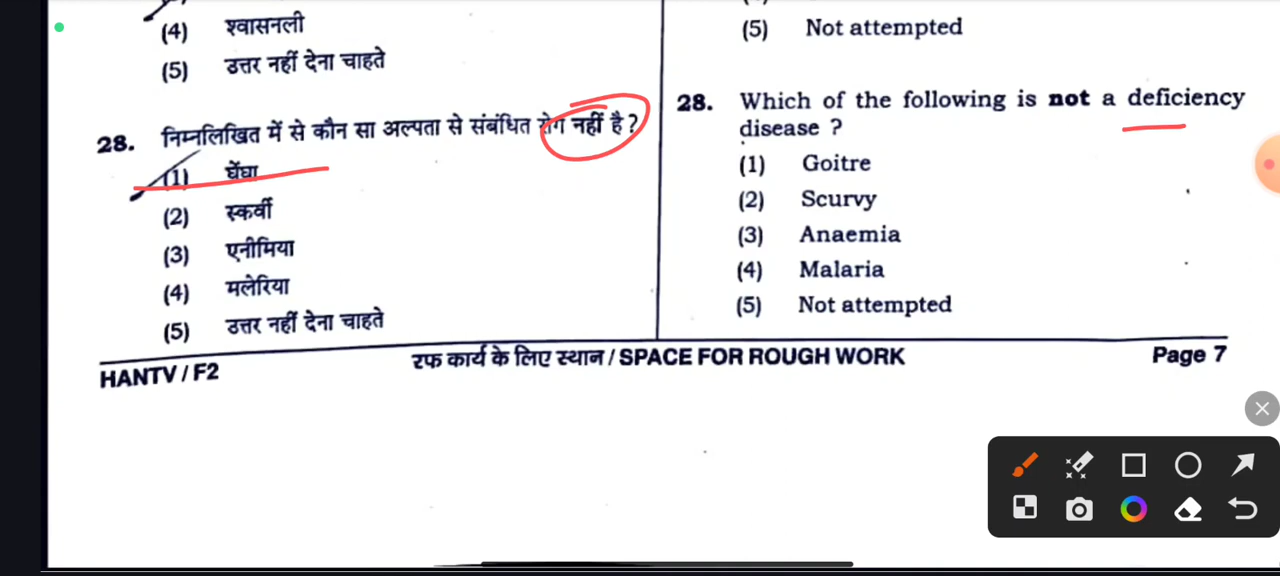 (4) श्वासनली
(5) उत्तर नहीं देना चाहते
28. निम्नलिखित में से कौन सा अल्पता से संबंधित रोग नहीं है ?
(1) घेंघा
(2) स्कर्वी
(3) एनीमिया
(4) मलेरिया
(5) उत्तर नहीं देना चाहते
(5) Not attempted
28. Which of the following is not a deficiency
disease ?
(1) Goitre
(2) Scurvy
(3) Anaemia
(4) Malaria
(5) Not attempted
HANTV / F2
रफ कार्य के लिए स्थान / SPACE FOR ROUGH WORK
Page 7